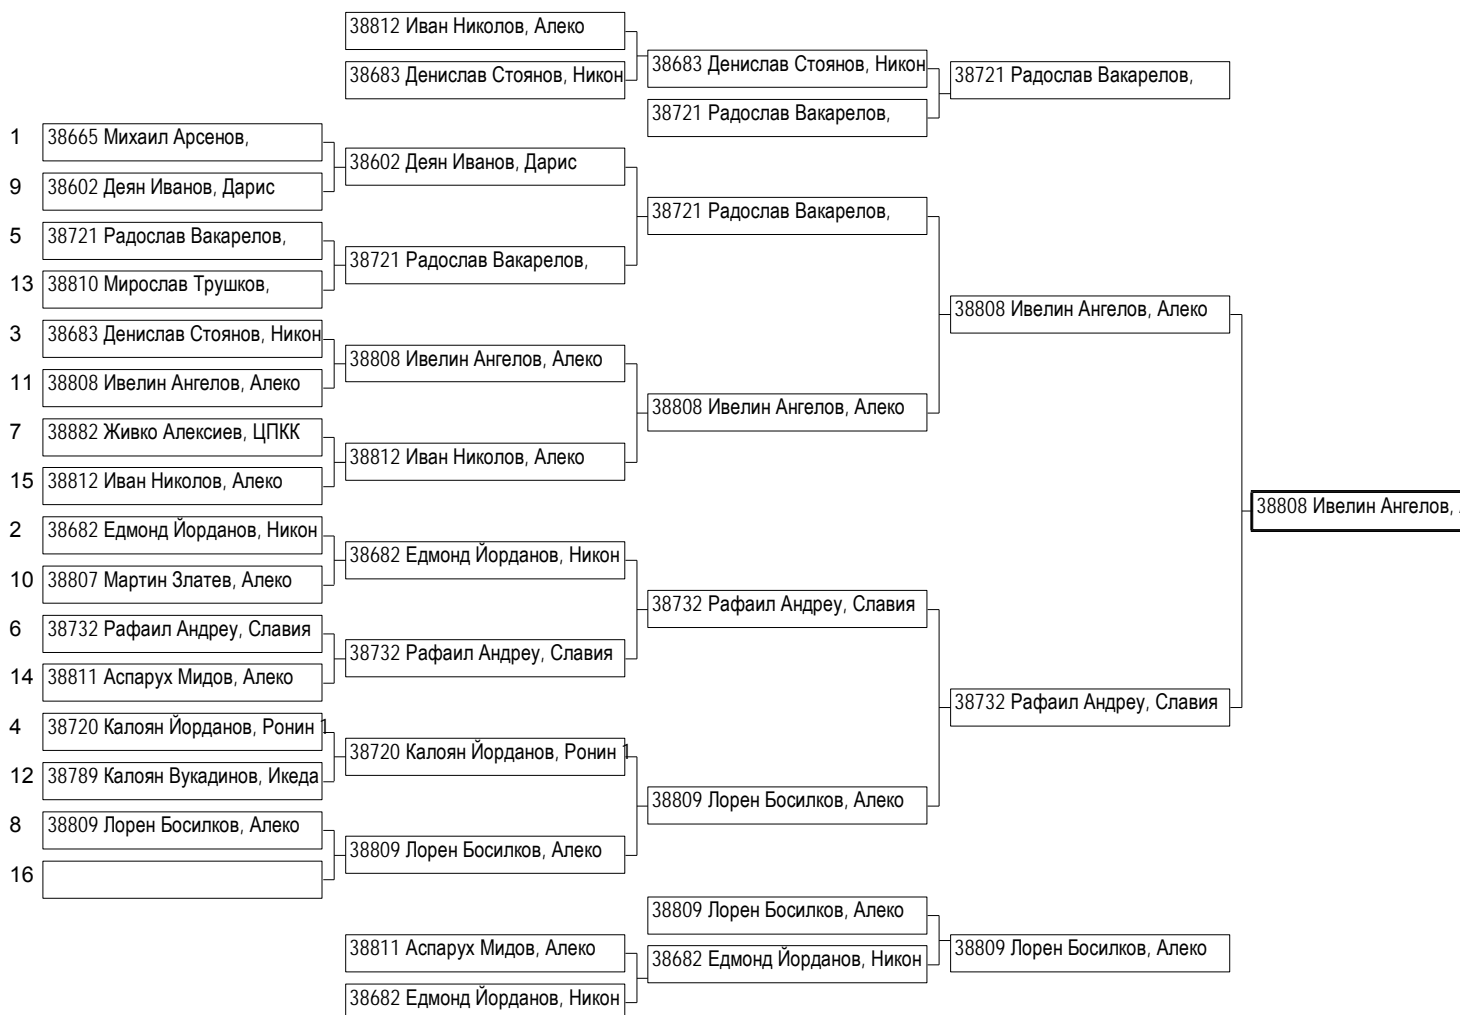 38812 Иван Николов, Алеко
38683 Денислав Стоянов, Никон
38683 Денислав Стоянов, Никон
38721 Радослав Вакарелов,
38721 Радослав Вакарелов,
1 38665 Михаил Арсенов,
9 38602 Деян Иванов, Дарис
5 38721 Радослав Вакарелов,
13 38810 Мирослав Трушков,
3 38683 Денислав Стоянов, Никон
11 38808 Ивелин Ангелов, Алеко
7 38882 Живко Алексиев, ЦПКК
15 38812 Иван Николов, Алеко
2 38682 Едмонд Йорданов, Никон
10 38807 Мартин Златев, Алеко
6 38732 Рафаил Андреу, Славия
14 38811 Аспарух Мидов, Алеко
4 38720 Калоян Йорданов, Ронин 1
12 38789 Калоян Вукадинов, Икеда
8 38809 Лорен Босилков, Алеко
16
38602 Деян Иванов, Дарис
38721 Радослав Вакарелов,
38808 Ивелин Ангелов, Алеко
38812 Иван Николов, Алеко
38682 Едмонд Йорданов, Никон
38732 Рафаил Андреу, Славия
38720 Калоян Йорданов, Ронин 1
38809 Лорен Босилков, Алеко
38721 Радослав Вакарелов,
38808 Ивелин Ангелов, Алеко
38732 Рафаил Андреу, Славия
38809 Лорен Босилков, Алеко
38808 Ивелин Ангелов, Алеко
38732 Рафаил Андреу, Славия
38808 Ивелин Ангелов,
38809 Лорен Босилков, Алеко
38811 Аспарух Мидов, Алеко
38682 Едмонд Йорданов, Никон
38682 Едмонд Йорданов, Никон
38809 Лорен Босилков, Алеко